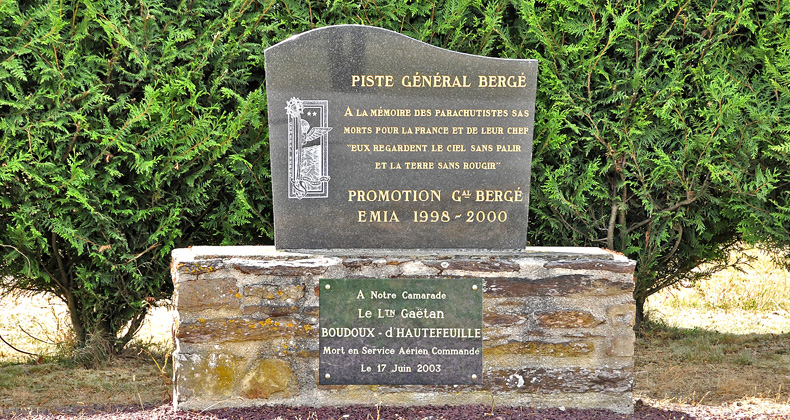 PISTE GÉNÉRAL BERGÉ
A LA MÉMOIRE DES PARACHUTISTES SAS
MORTS POUR LA FRANCE ET DE LEUR CHEF
"EUX REGARDENT LE CIEL SANS PALIR
ET LA TERRE SANS ROUGIR"
PROMOTION GAL BERGÉ
EMIA 1998 - 2000
A Notre Camarade
Le LTN Gaëtan
BOUDOUX - d'HAUTEFEUILLE
Mort en Service Aérien Commandé
Le 17 Juin 2003